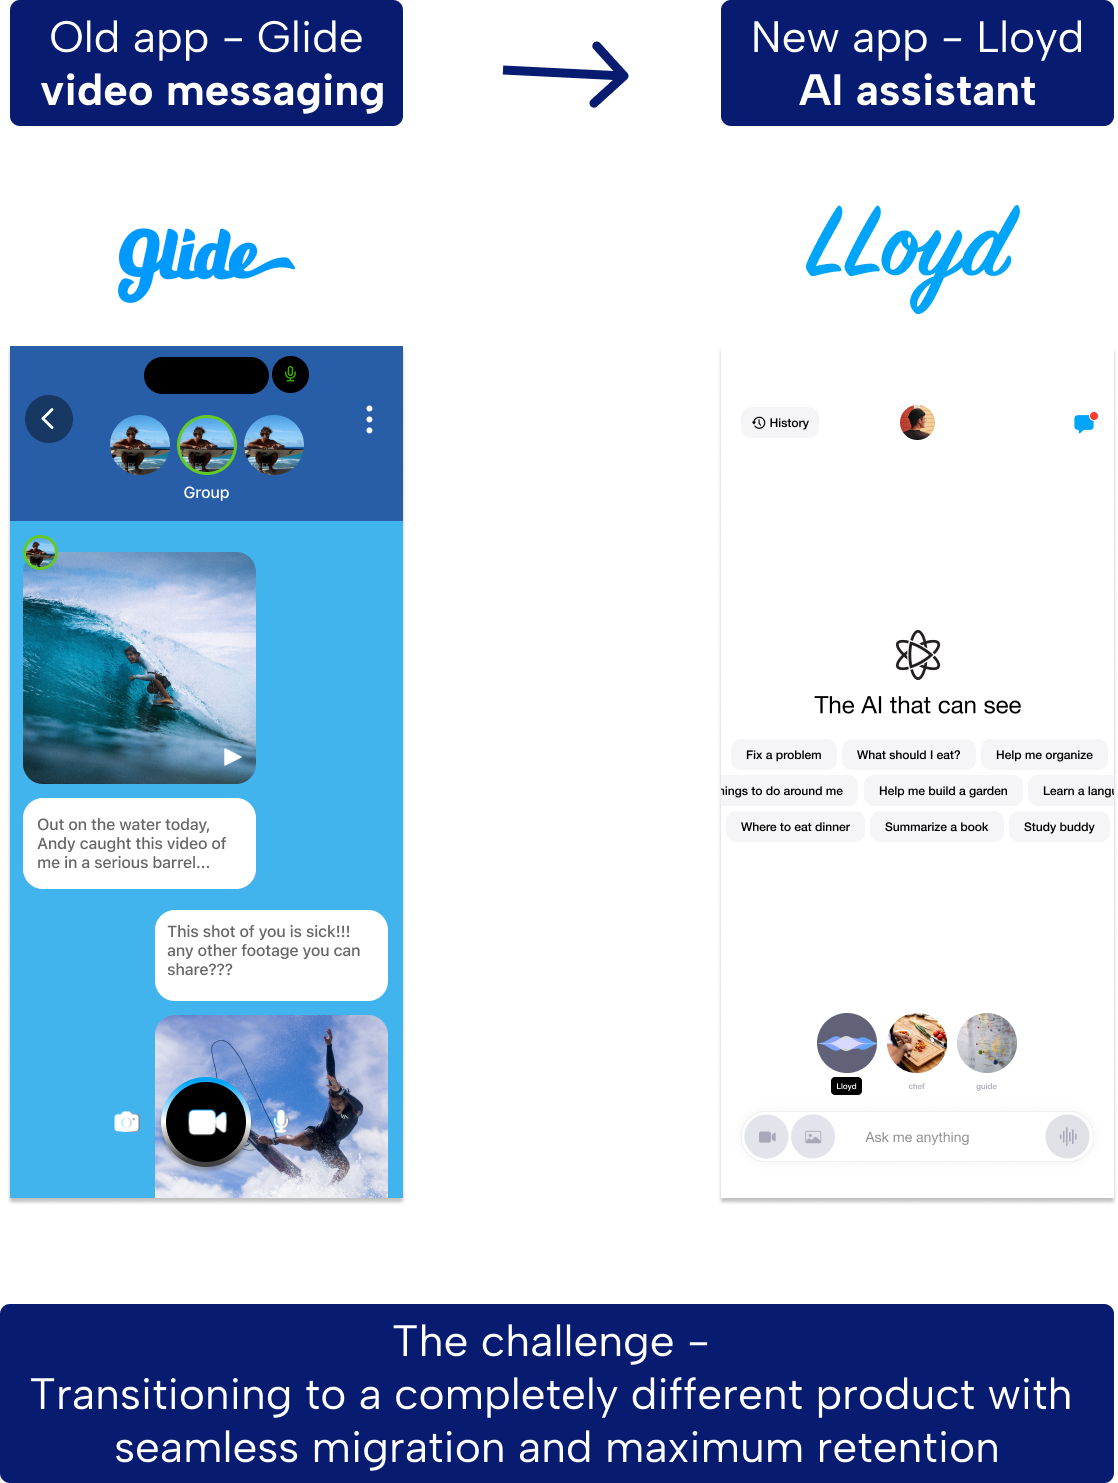 Old app - Glide
video messaging
New app - Lloyd
AI assistant
glide
LLoyd
Group
Out on the water today,
Andy caught this video of
me in a serious barrel...
This shot of you is sick!!!
any other footage you can
share???
History
The AI that can see
Fix a problem
What should I eat?
Help me organize
ings to do around me
Help me build a garden
Learn a langu
Where to eat dinner
Summarize a book
Study buddy
Lloyd
chef
guide
Ask me anything
The challenge -
Transitioning to a completely different product with
seamless migration and maximum retention